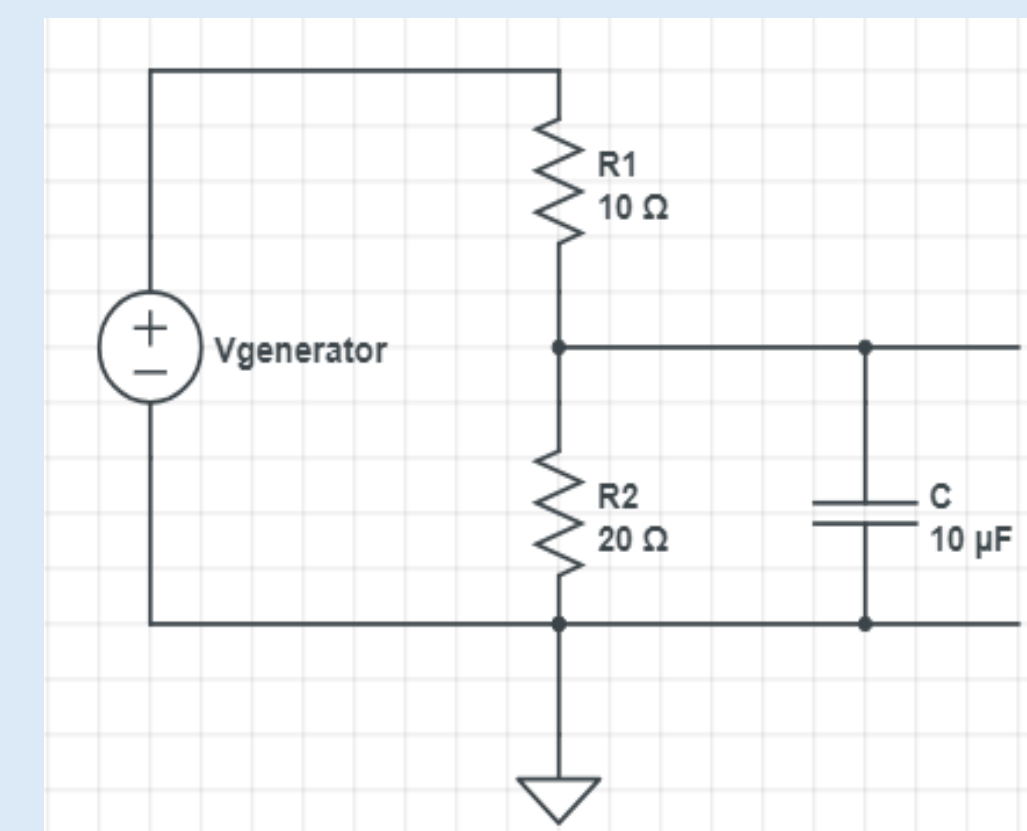 R1
10 Ω
+
−
Vgenerator
R2
20 Ω
C
10 μF